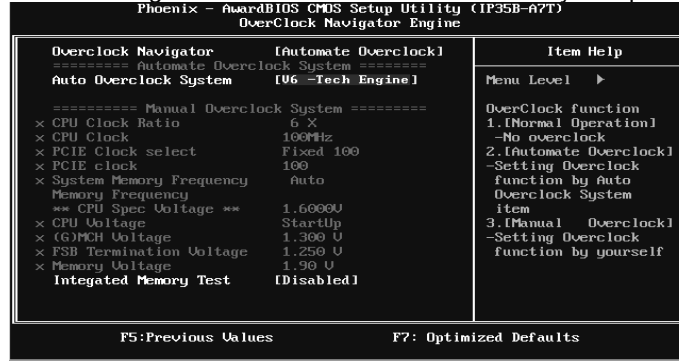 Phoenix - AwardBIOS CMOS Setup Utility (IP35B-A7T)
OverClock Navigator Engine
Overclock Navigator [Automate Overclock]
========= Automate Overclock System ========
Auto Overclock System [V6 -Tech Engine]
========== Manual Overclock System =========
x CPU Clock Ratio 6 X
x CPU Clock 100MHz
x PCIE Clock select Fixed 100
x PCIE clock 100
x System Memory Frequency Auto
Memory Frequency
** CPU Spec Voltage ** 1.6000V
x CPU Voltage StartUp
x (G)MCH Voltage 1.300 V
x FSB Termination Voltage 1.250 V
x Memory Voltage 1.90 V
Integated Memory Test [Disabled]
Item Help
Menu Level ▶
OverClock function
1.[Normal Operation]
-No overclock
2.[Automate Overclock]
-Setting Overclock
function by Auto
Overclock System
item
3.[Manual Overclock]
-Setting Overclock
function by yourself
F5:Previous Values F7: Optimized Defaults